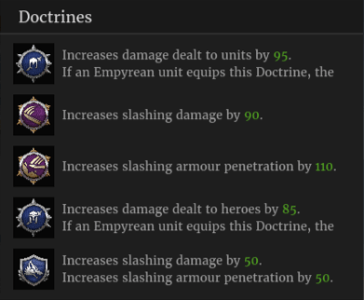 Doctrines
Increases damage dealt to units by 95.
If an Empyrean unit equips this Doctrine, the
Increases slashing damage by 90.
Increases slashing armour penetration by 110.
Increases damage dealt to heroes by 85.
If an Empyrean unit equips this Doctrine, the
Increases slashing damage by 50.
Increases slashing armour penetration by 50.